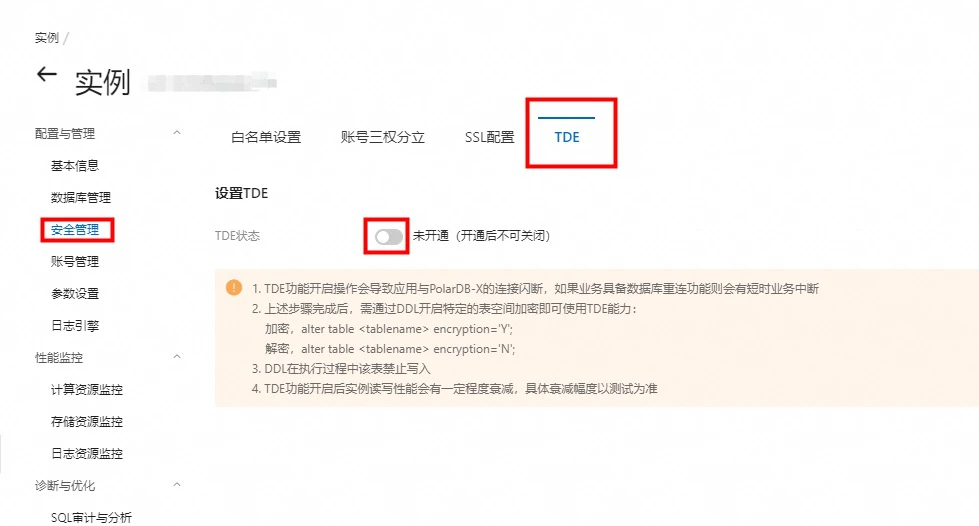 实例 /
← 实例
配置与管理
白名单设置 账号三权分立 SSL配置 TDE
基本信息
设置TDE
数据库管理
安全管理
TDE状态 未开通（开通后不可关闭）
账号管理
参数设置
日志引擎
1. TDE功能开启操作会导致应用与PolarDB-X的连接闪断，如果业务具备数据库重连功能则会有短时业务中断
2. 上述步骤完成后，需通过DDL开启特定的表空间加密即可使用TDE能力：
加密，alter table <tablename> encryption='Y';
解密，alter table <tablename> encryption='N';
3. DDL在执行过程中该表禁止写入
4. TDE功能开启后实例读写性能会有一定程度衰减，具体衰减幅度以测试为准
性能监控
计算资源监控
存储资源监控
日志资源监控
诊断与优化
SQL审计与分析